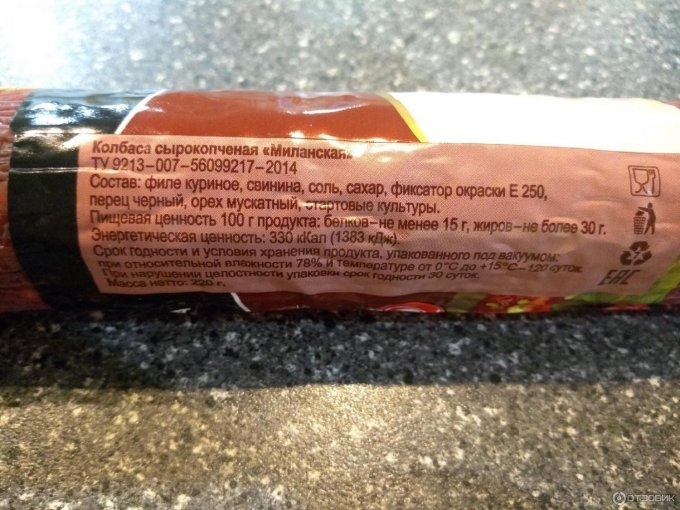 Колбаса сырокопченая «Миланская»
ТУ 9213–007–56099217–2014
Состав: филе куриное, свинина, соль, сахар, фиксатор окраски Е 250,
перец черный, орех мускатный, стартовые культуры.
Пищевая ценность 100 г продукта: белков–не менее 15 г, жиров–не более 30 г.
Энергетическая ценность: 330 кКал (1383 кДж).
Срок годности и условия хранения продукта, упакованного под вакуумом:
при относительной влажности 78% и температуре от 0°С до +15°С–120 суток.
При нарушении целостности упаковки срок годности 30 суток.
Масса нетто: 220 г.
EAC
ОТЗОВИК